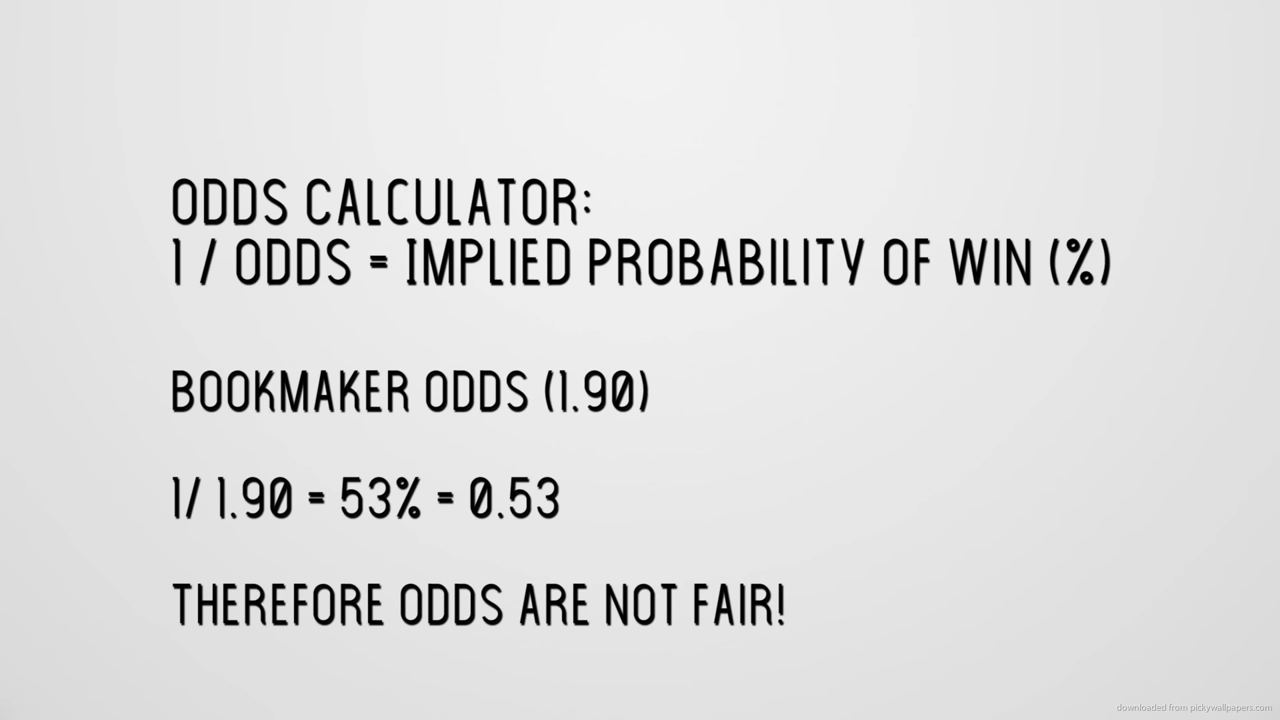 ODDS CALCULATOR:
1 / ODDS = IMPLIED PROBABILITY OF WIN (%)
BOOKMAKER ODDS (1.90)
1/ 1.90 = 53% = 0.53
THEREFORE ODDS ARE NOT FAIR!
downloaded from pickywallpapers.com